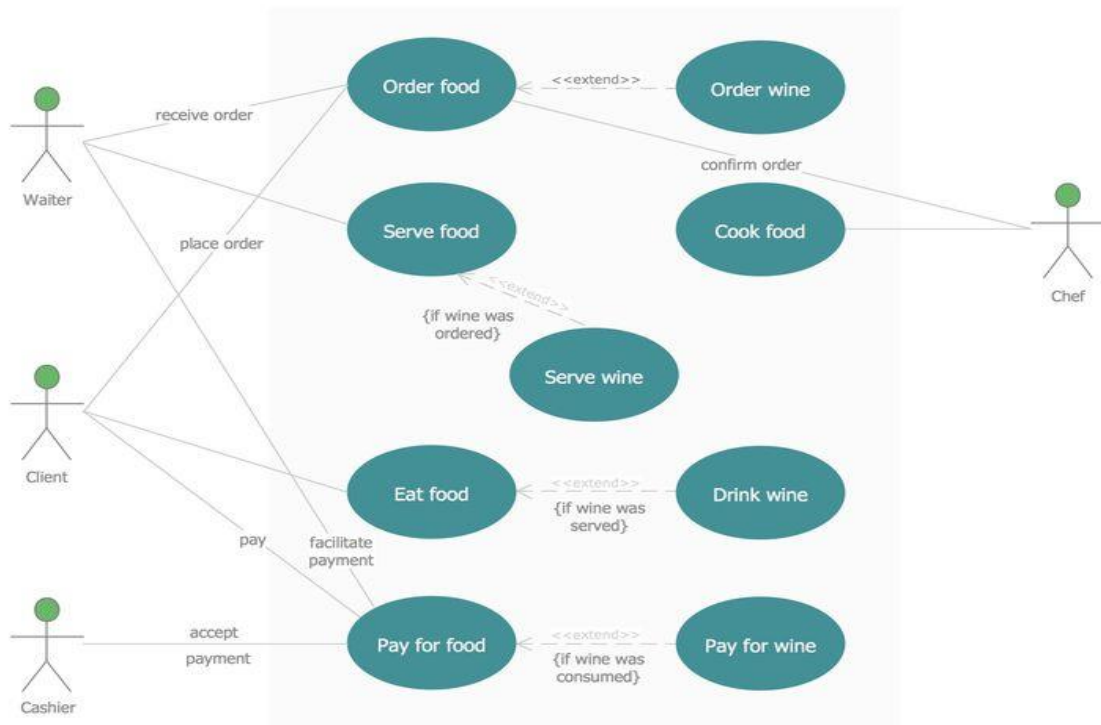 Order food
<<extend>>
Order wine
receive order
confirm order
Waiter
Serve food
Cook food
place order
Chef
<<extend>>
{if wine was
ordered}
Serve wine
Client
Eat food
<<extend>>
Drink wine
{if wine was
served}
pay
facilitate
payment
accept
payment
Pay for food
<<extend>>
Pay for wine
{if wine was
consumed}
Cashier